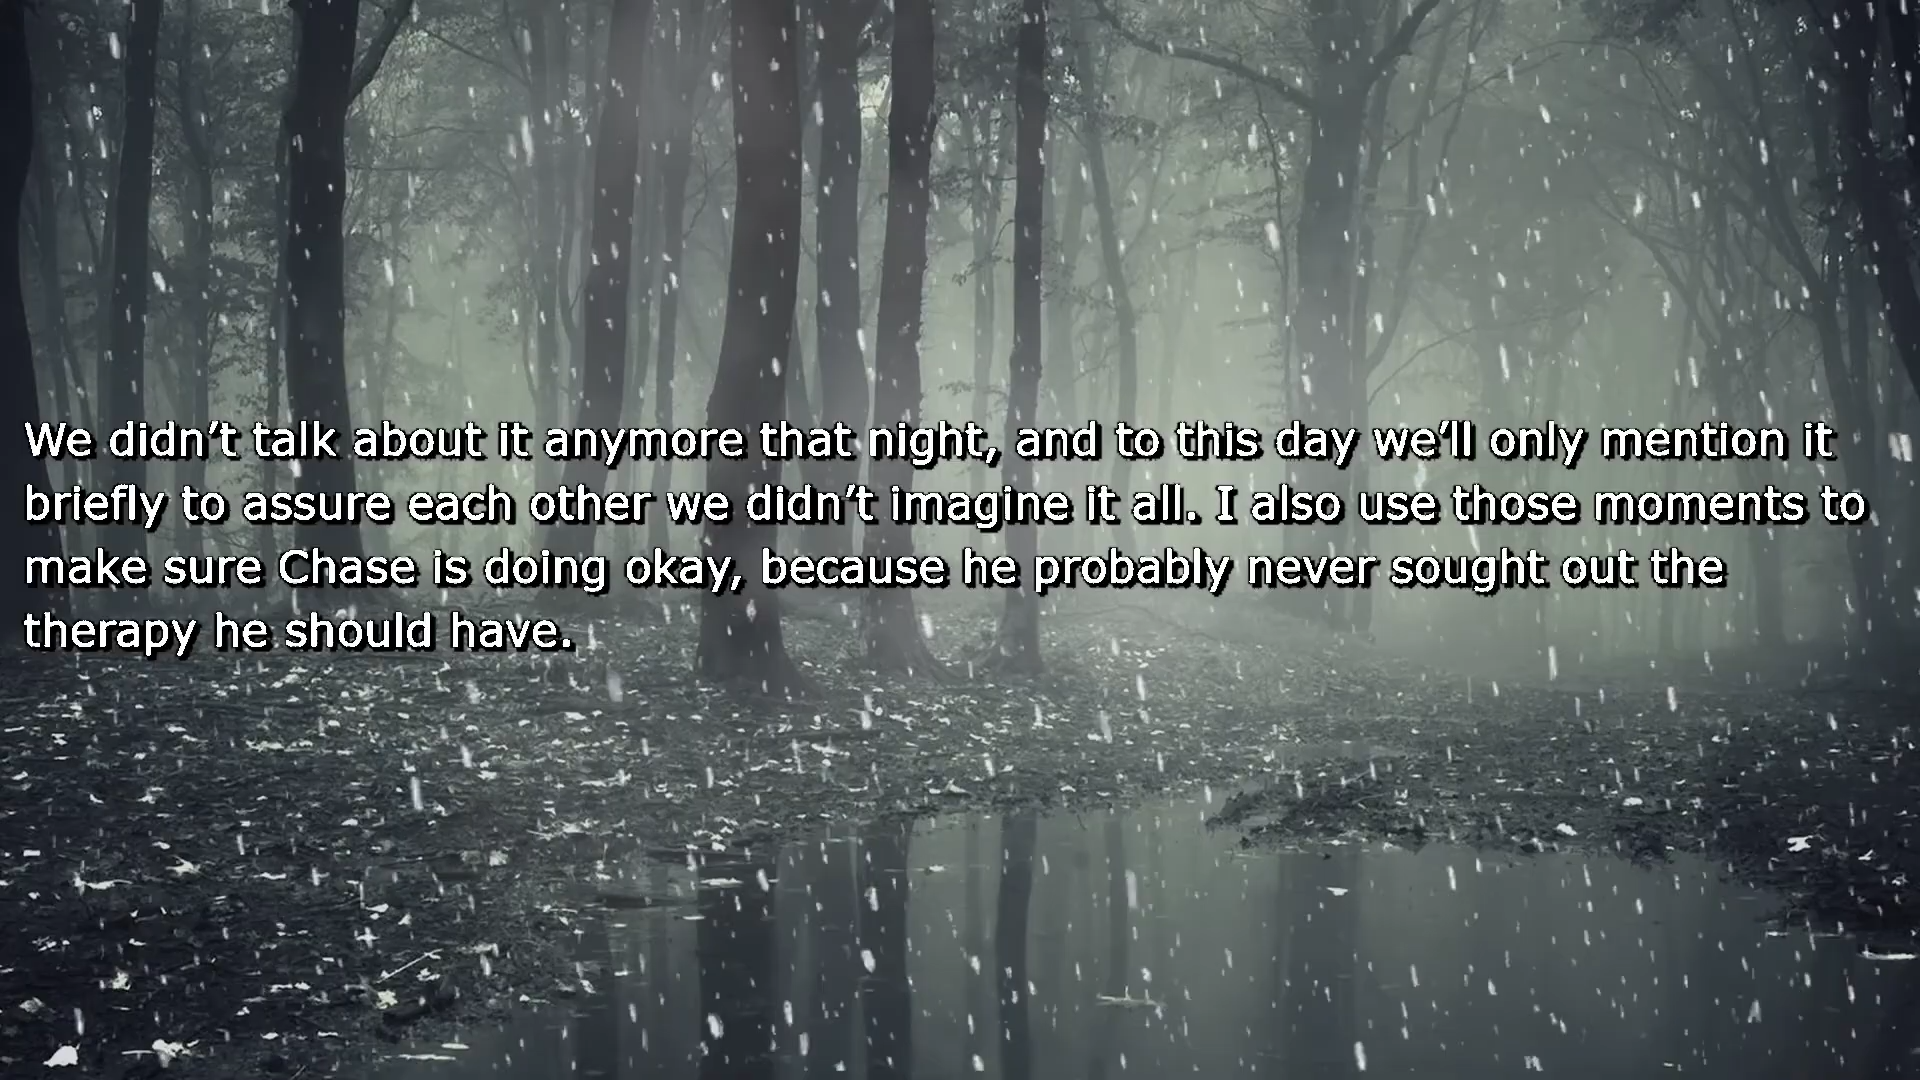 We didn’t talk about it anymore that night, and to this day we’ll only mention it
briefly to assure each other we didn’t imagine it all. I also use those moments to
make sure Chase is doing okay, because he probably never sought out the
therapy he should have.